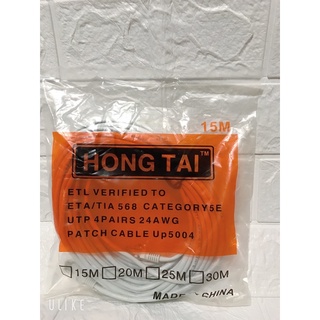 15M
HONG TAI™
ETL VERIFIED TO
ETA/TIA 568 CATEGORY5E
UTP 4PAIRS 24AWG
PATCH CABLE Up5004
15M 20M 25M 30M
MADE IN CHINA
ULIKE